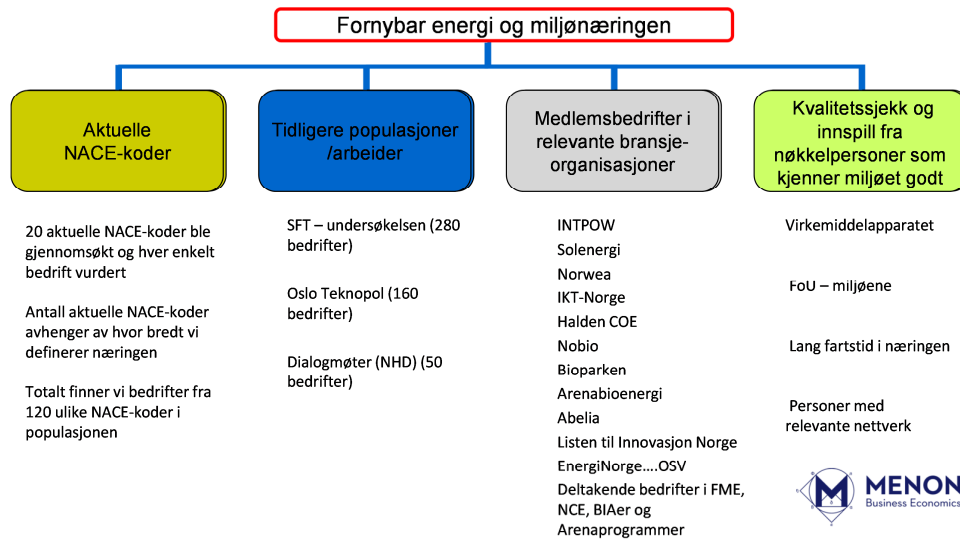 Fornybar energi og miljønæringen
Aktuelle
NACE-koder
20 aktuelle NACE-koder ble
gjennomsøkt og hver enkelt
bedrift vurdert
Antall aktuelle NACE-koder
avhenger av hvor bredt vi
definerer næringen
Totalt finner vi bedrifter fra
120 ulike NACE-koder i
populasjonen
Tidligere populasjoner
/arbeider
SFT – undersøkelsen (280
bedrifter)
Oslo Teknopol (160
bedrifter)
Dialogmøter (NHD) (50
bedrifter)
Medlemsbedrifter i
relevante bransje-
organisasjoner
INTPOW
Solenergi
Norwea
IKT-Norge
Halden COE
Nobio
Bioparken
Arenabioenergi
Abelia
Listen til Innovasjon Norge
EnergiNorge....OSV
Deltakende bedrifter i FME,
NCE, BIAer og
Arenaprogrammer
Kvalitetssjekk og
innspill fra
nøkkelpersoner som
kjenner miljøet godt
Virkemiddelapparatet
FoU – miljøene
Lang fartstid i næringen
Personer med
relevante nettverk
M MENON
Business Economics